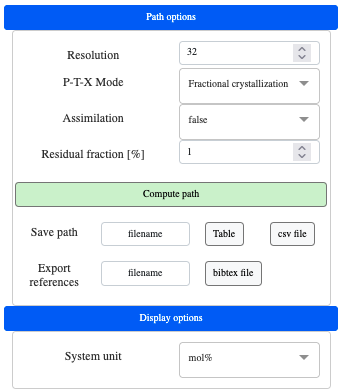 Path options
Resolution 32
P-T-X Mode Fractional crystallization
Assimilation false
Residual fraction [%] 1
Compute path
Save path filename Table csv file
Export
references filename bibtex file
Display options
System unit mol%